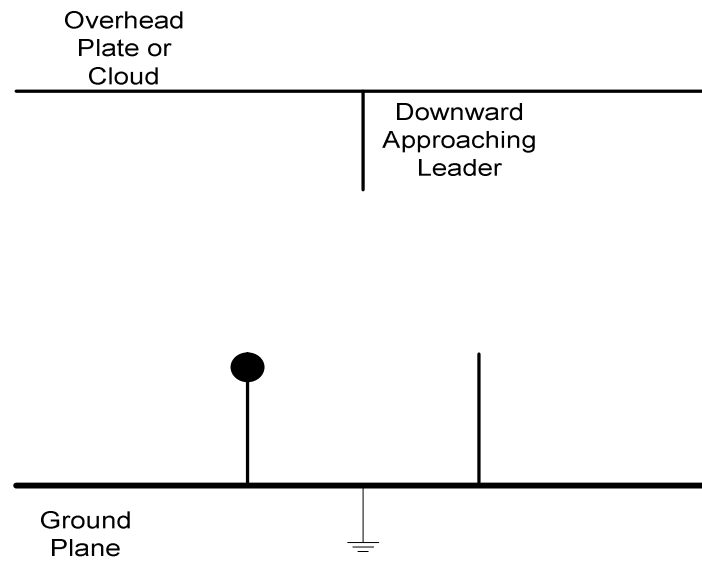 Overhead
Plate or
Cloud
Downward
Approaching
Leader
Ground
Plane